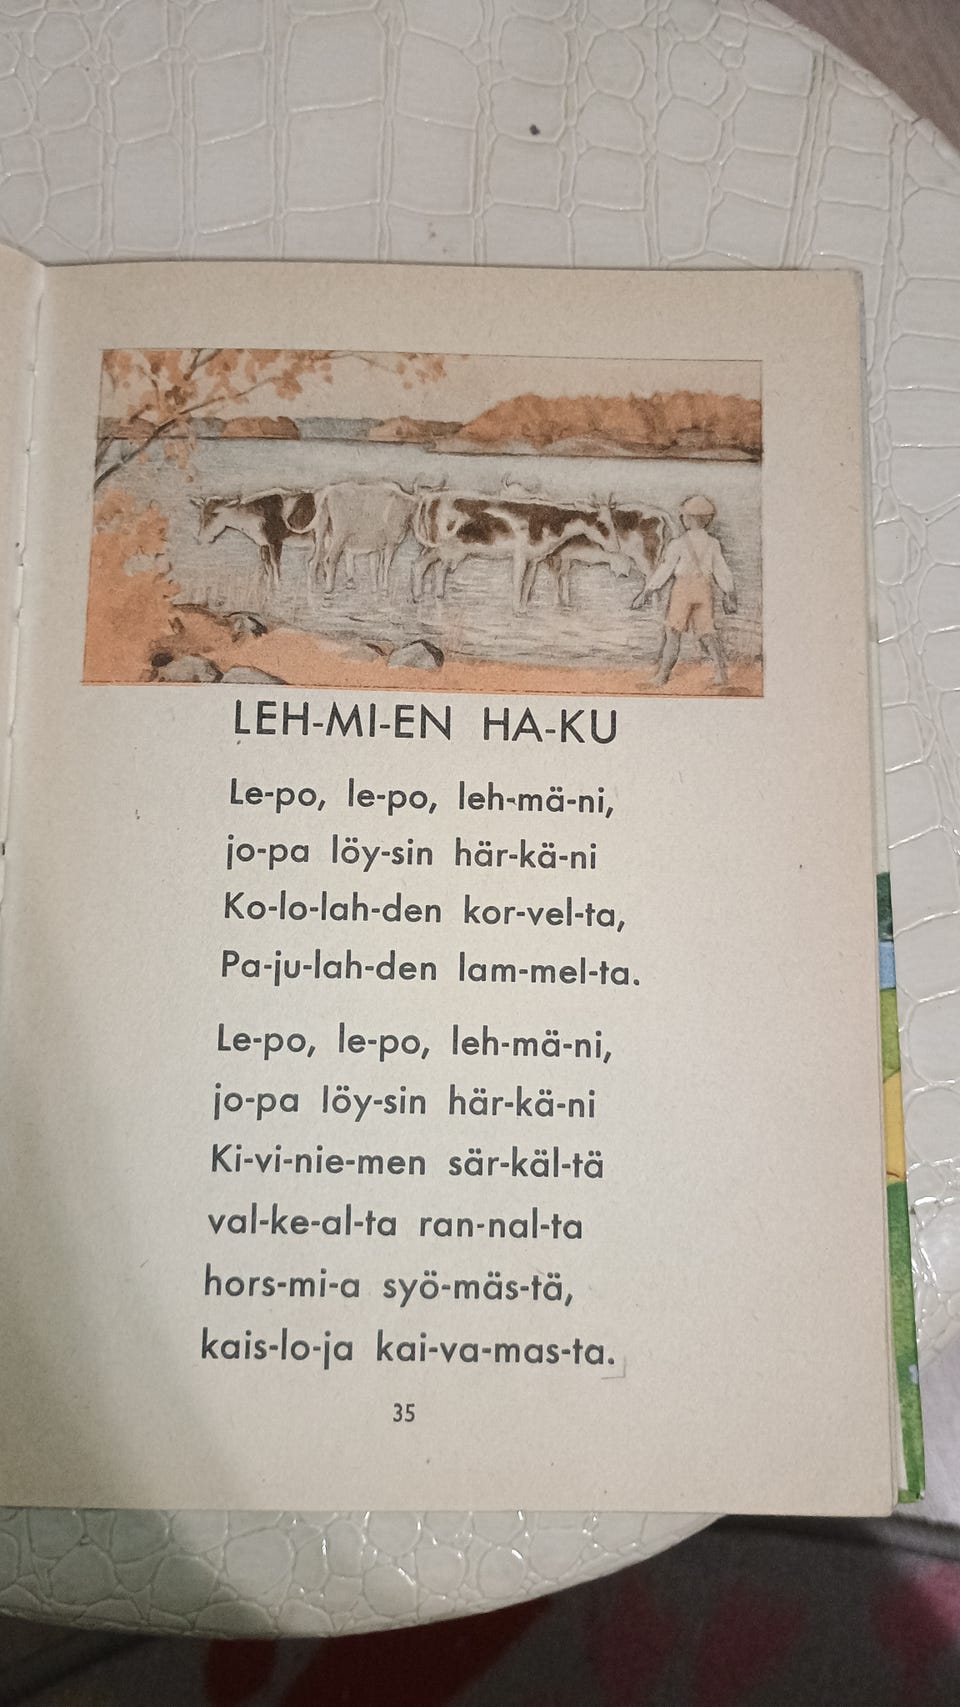 LEH-MI-EN HA-KU
Le-po, le-po, leh-mä-ni,
jo-pa löy-sin här-kä-ni
Ko-lo-lah-den kor-vel-ta,
Pa-ju-lah-den lam-mel-ta.
Le-po, le-po, leh-mä-ni,
jo-pa löy-sin här-kä-ni
Ki-vi-nie-men sär-käl-tä
val-ke-al-ta ran-nal-ta
hors-mi-a syö-mäs-tä,
kais-lo-ja kai-va-mas-ta.
35